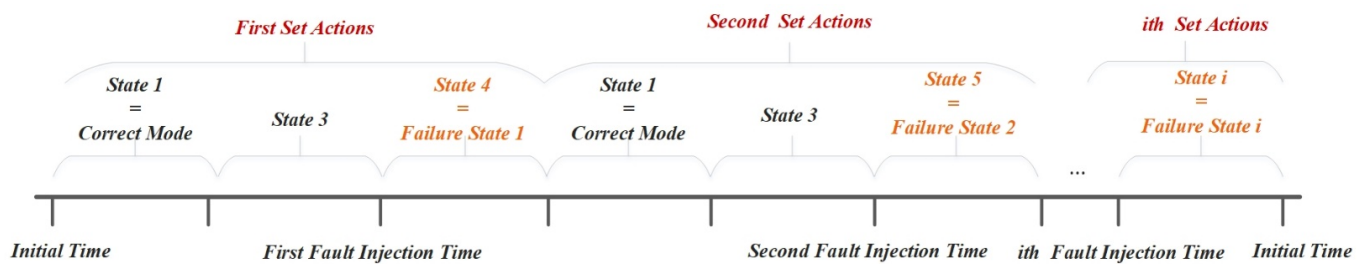 First Set Actions
Second Set Actions
ith Set Actions
State 1
=
Correct Mode
State 3
State 4
=
Failure State 1
State 1
=
Correct Mode
State 3
State 5
=
Failure State 2
...
State i
=
Failure State i
Initial Time
First Fault Injection Time
Second Fault Injection Time
ith Fault Injection Time
Initial Time